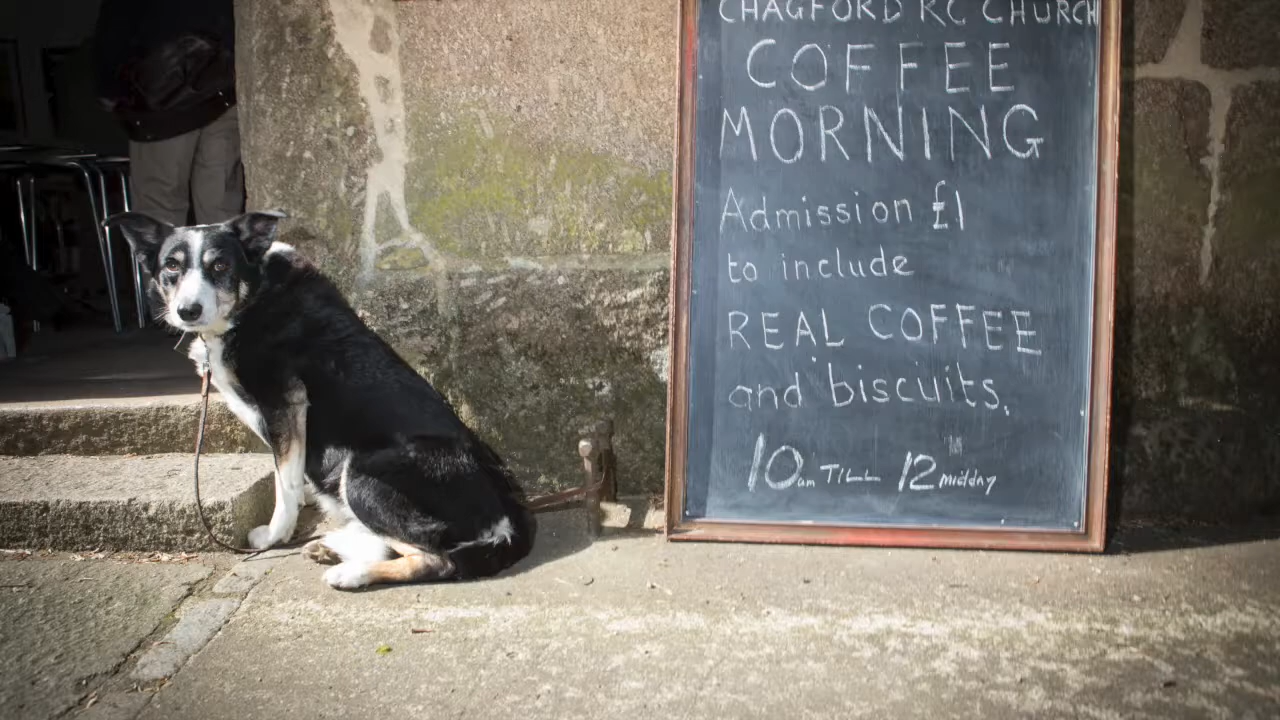 CHAGFORD RC CHURCH
COFFEE
MORNING
Admission £1
to include
REAL COFFEE
and biscuits.
10am TILL 12 midday